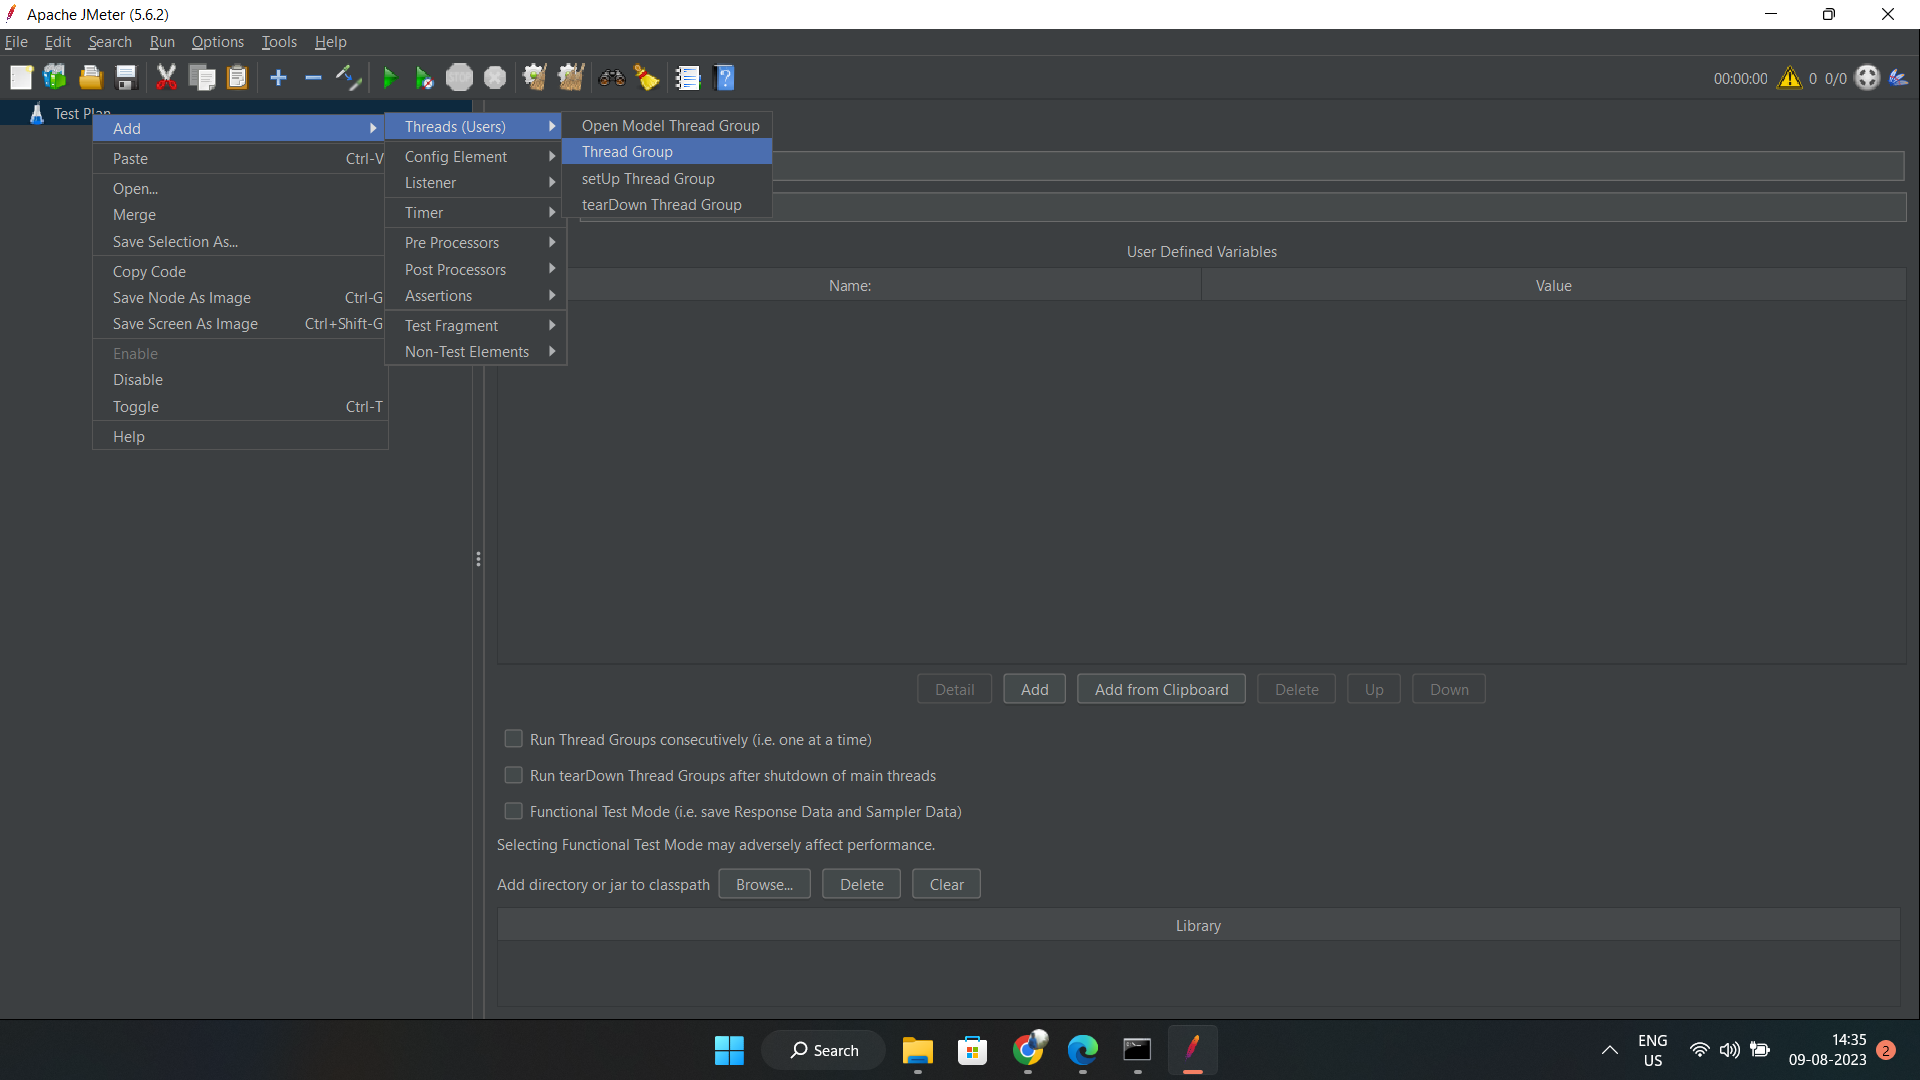 Apache JMeter (5.6.2)
File Edit Search Run Options Tools Help
00:00:00 0 0/0
Test Plan
Add
Paste Ctrl-V
Open...
Merge
Save Selection As...
Copy Code
Save Node As Image Ctrl-G
Save Screen As Image Ctrl+Shift-G
Enable
Disable
Toggle Ctrl-T
Help
Threads (Users)
Config Element
Listener
Timer
Pre Processors
Post Processors
Assertions
Test Fragment
Non-Test Elements
Open Model Thread Group
Thread Group
setUp Thread Group
tearDown Thread Group
User Defined Variables
Name: Value
Detail Add Add from Clipboard Delete Up Down
Run Thread Groups consecutively (i.e. one at a time)
Run tearDown Thread Groups after shutdown of main threads
Functional Test Mode (i.e. save Response Data and Sampler Data)
Selecting Functional Test Mode may adversely affect performance.
Add directory or jar to classpath Browse... Delete Clear
Library
Search
ENG
US
14:35
09-08-2023
2